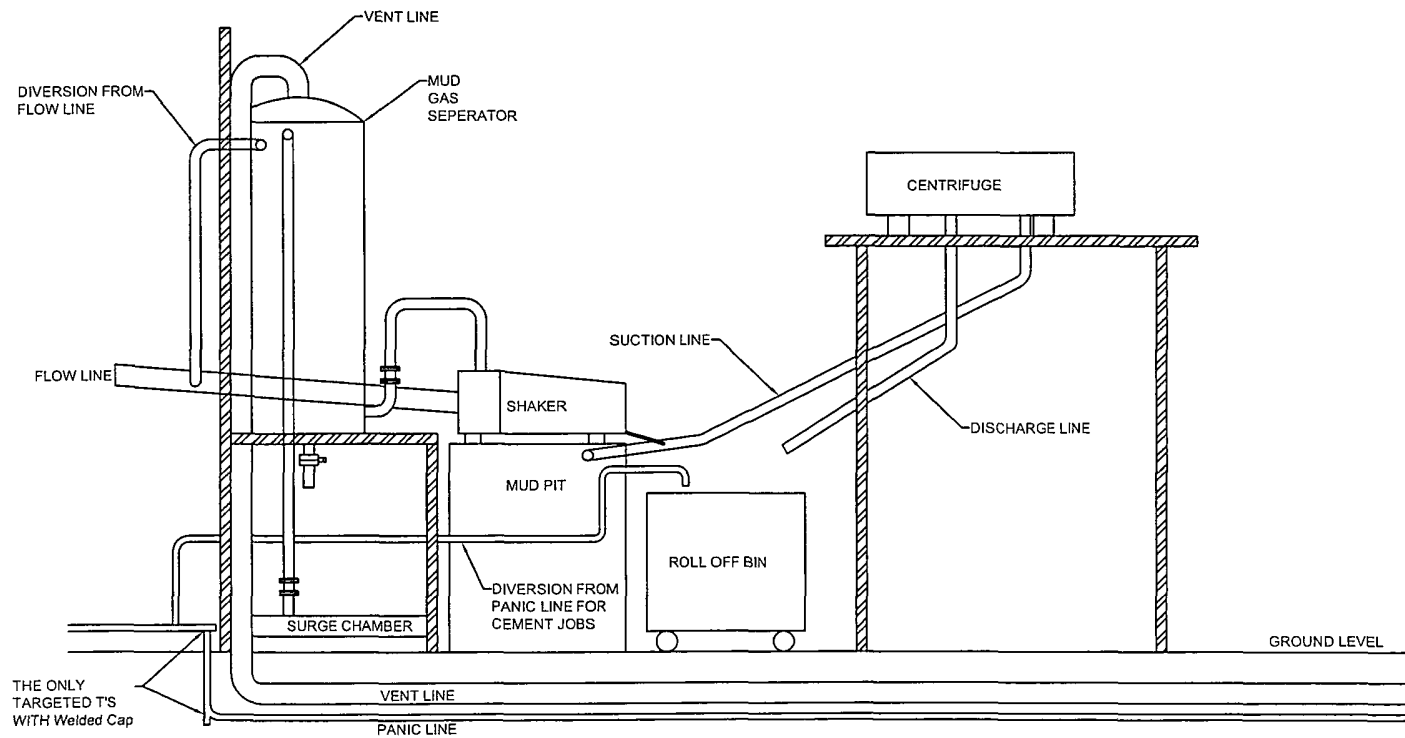 VENT LINE
DIVERSION FROM
FLOW LINE
MUD
GAS
SEPERATOR
CENTRIFUGE
SUCTION LINE
FLOW LINE
SHAKER
DISCHARGE LINE
MUD PIT
ROLL OFF BIN
DIVERSION FROM
PANIC LINE FOR
CEMENT JOBS
SURGE CHAMBER
GROUND LEVEL
THE ONLY
TARGETED T'S
WITH Welded Cap
VENT LINE
PANIC LINE